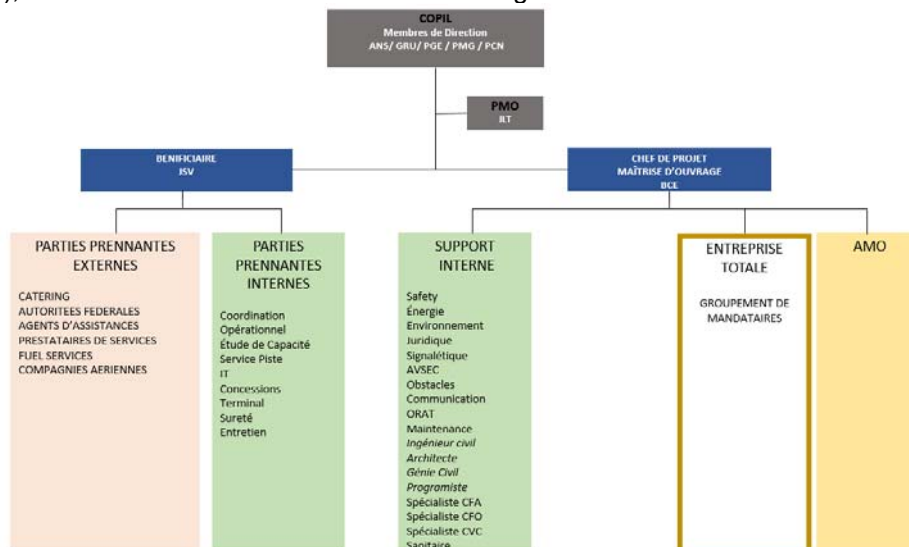 COPIL
Membres de Direction
ANS/ GRU/ PGE / PMG / PCN
PMO
JLT
BENIFICIAIRE
JSV
CHEF DE PROJET
MAÎTRISE D'OUVRAGE
BCE
PARTIES PRENNANTES
EXTERNES
CATERING
AUTORITEES FEDERALES
AGENTS D'ASSISTANCES
PRESTATAIRES DE SERVICES
FUEL SERVICES
COMPAGNIES AERIENNES
PARTIES
PRENNANTES
INTERNES
Coordination
Opérationnel
Étude de Capacité
Service Piste
IT
Concessions
Terminal
Sureté
Entretien
SUPPORT
INTERNE
Safety
Énergie
Environnement
Juridique
Signalétique
AVSEC
Obstacles
Communication
ORAT
Maintenance
Ingénieur civil
Architecte
Génie Civil
Programiste
Spécialiste CFA
Spécialiste CFO
Spécialiste CVC
Sanitaire
ENTREPRISE
TOTALE
GROUPEMENT DE
MANDATAIRES
AMO